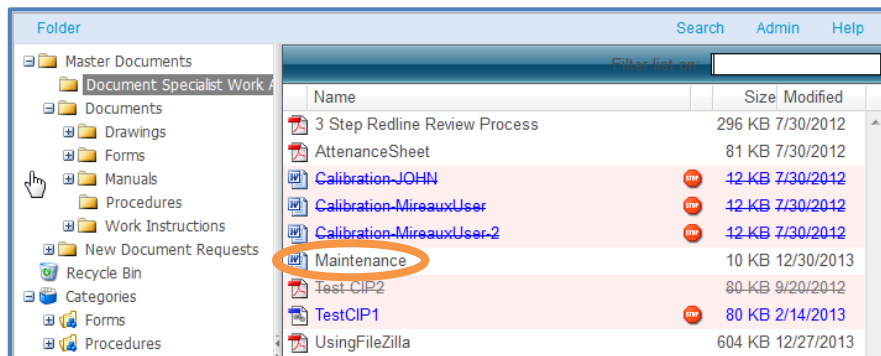 Folder Search Admin Help
Master Documents
Document Specialist Work A
Documents
Drawings
Forms
Manuals
Procedures
Work Instructions
New Document Requests
Recycle Bin
Categories
Forms
Procedures
Filter list on:
Name Size Modified
3 Step Redline Review Process 296 KB 7/30/2012
AttenanceSheet 81 KB 7/30/2012
Calibration-JOHN STOP 12 KB 7/30/2012
Calibration-MireauxUser STOP 12 KB 7/30/2012
Calibration-MireauxUser-2 STOP 12 KB 7/30/2012
Maintenance 10 KB 12/30/2013
Test CIP2 80 KB 9/20/2012
TestCIP1 STOP 80 KB 2/14/2013
UsingFileZilla 604 KB 12/27/2013